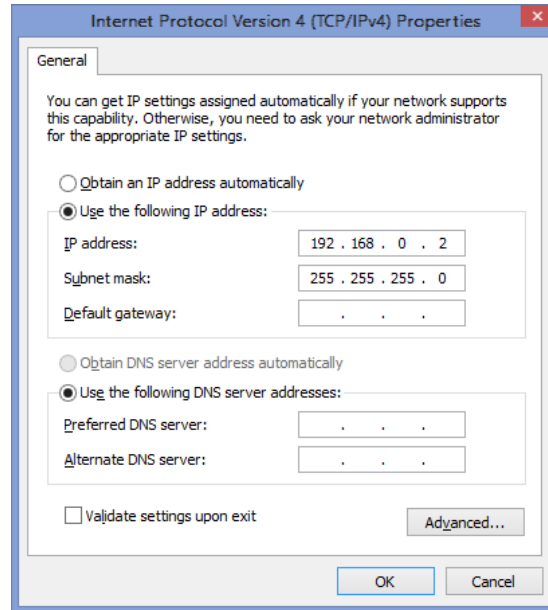 Internet Protocol Version 4 (TCP/IPv4) Properties
General
You can get IP settings assigned automatically if your network supports
this capability. Otherwise, you need to ask your network administrator
for the appropriate IP settings.
Obtain an IP address automatically
Use the following IP address:
IP address: 192 . 168 . 0 . 2
Subnet mask: 255 . 255 . 255 . 0
Default gateway: . . .
Obtain DNS server address automatically
Use the following DNS server addresses:
Preferred DNS server: . . .
Alternate DNS server: . . .
Validate settings upon exit
Advanced...
OK Cancel